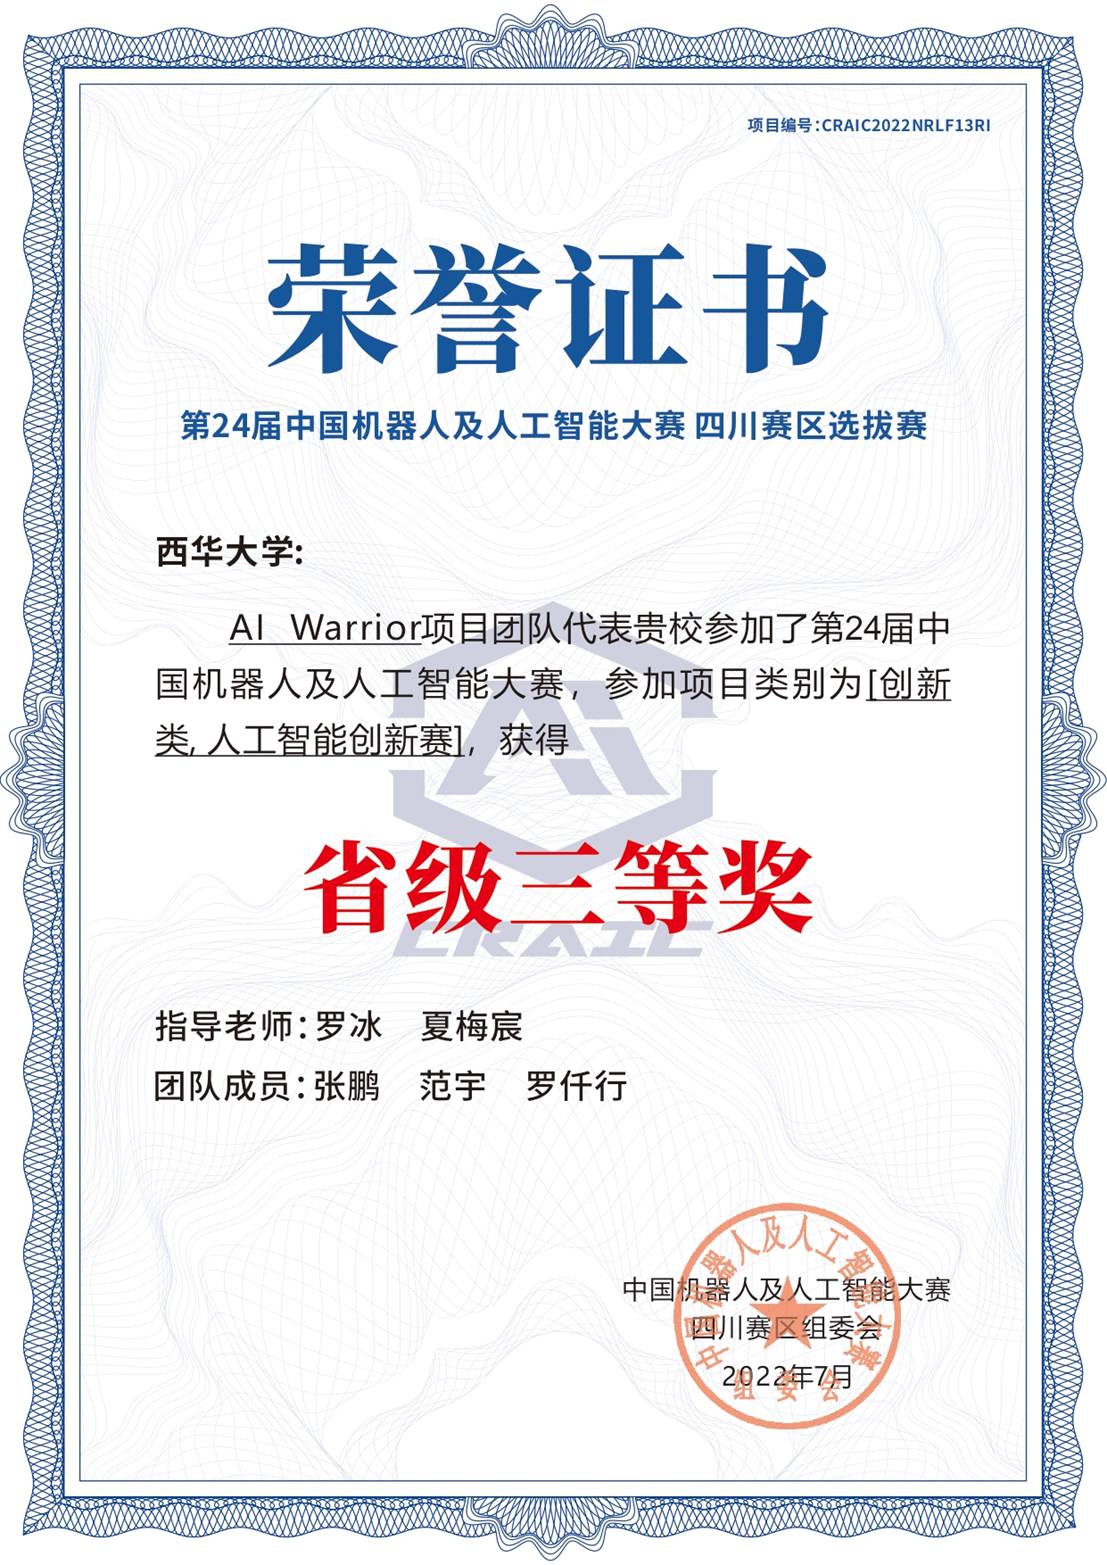 项目编号:CRAIC2022NRLF13RI
荣誉证书
第24届中国机器人及人工智能大赛 四川赛区选拔赛
西华大学:
AI Warrior项目团队代表贵校参加了第24届中
国机器人及人工智能大赛，参加项目类别为[创新
类, 人工智能创新赛]，获得
AI
省级三等奖
CRAIC
指导老师:罗冰 夏梅宸
团队成员:张鹏 范宇 罗仟行
中国机器人及人工智能大赛
四川赛区组委会
2022年7月
中国机器人及人工智能大赛
组委会